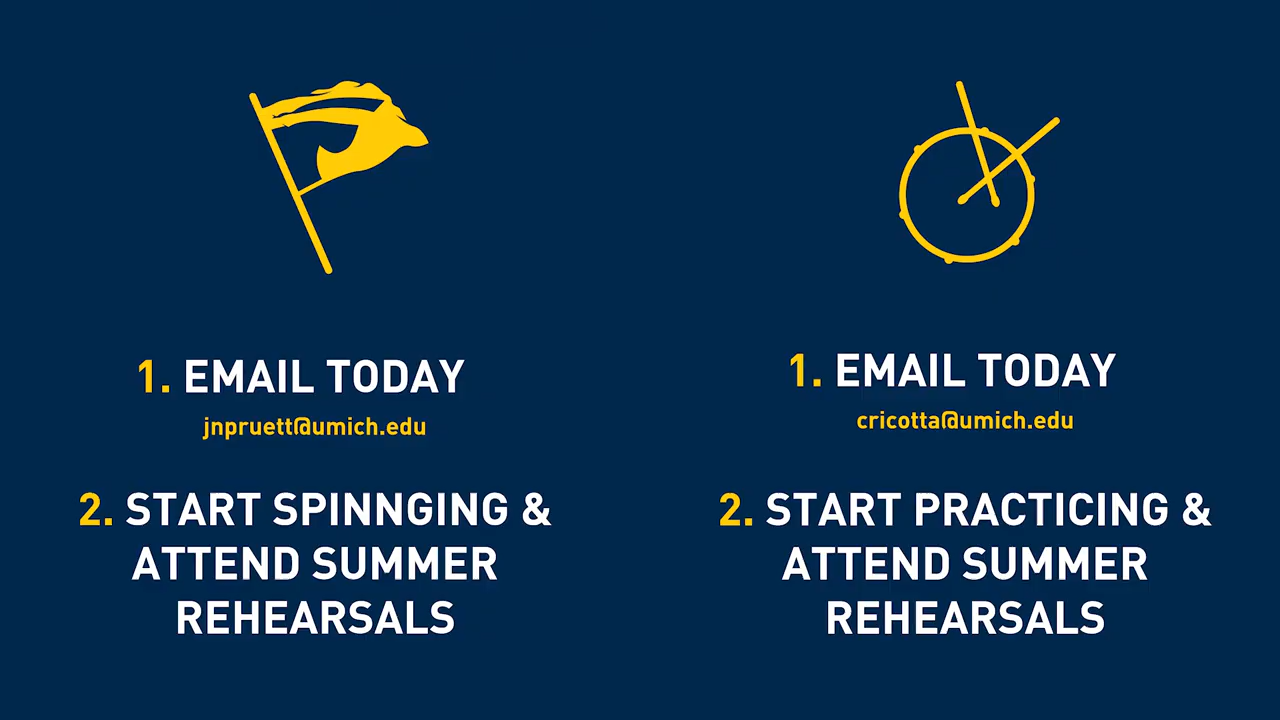 1. EMAIL TODAY
jnpruett@umich.edu
2. START SPINNGING &
ATTEND SUMMER
REHEARSALS
1. EMAIL TODAY
cricotta@umich.edu
2. START PRACTICING &
ATTEND SUMMER
REHEARSALS